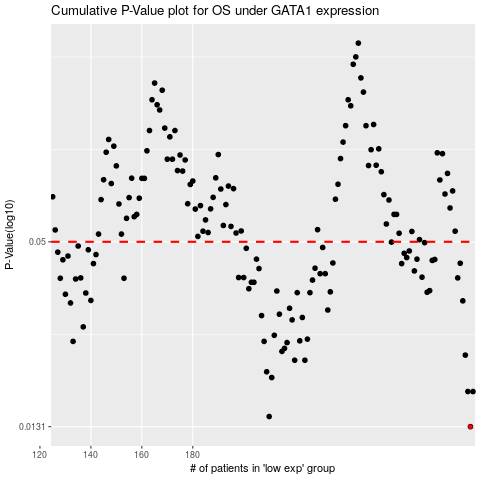 Cumulative P-Value plot for OS under GATA1 expression
P-Value(log10)
0.05
0.0131
120 140 160 180
# of patients in 'low exp' group